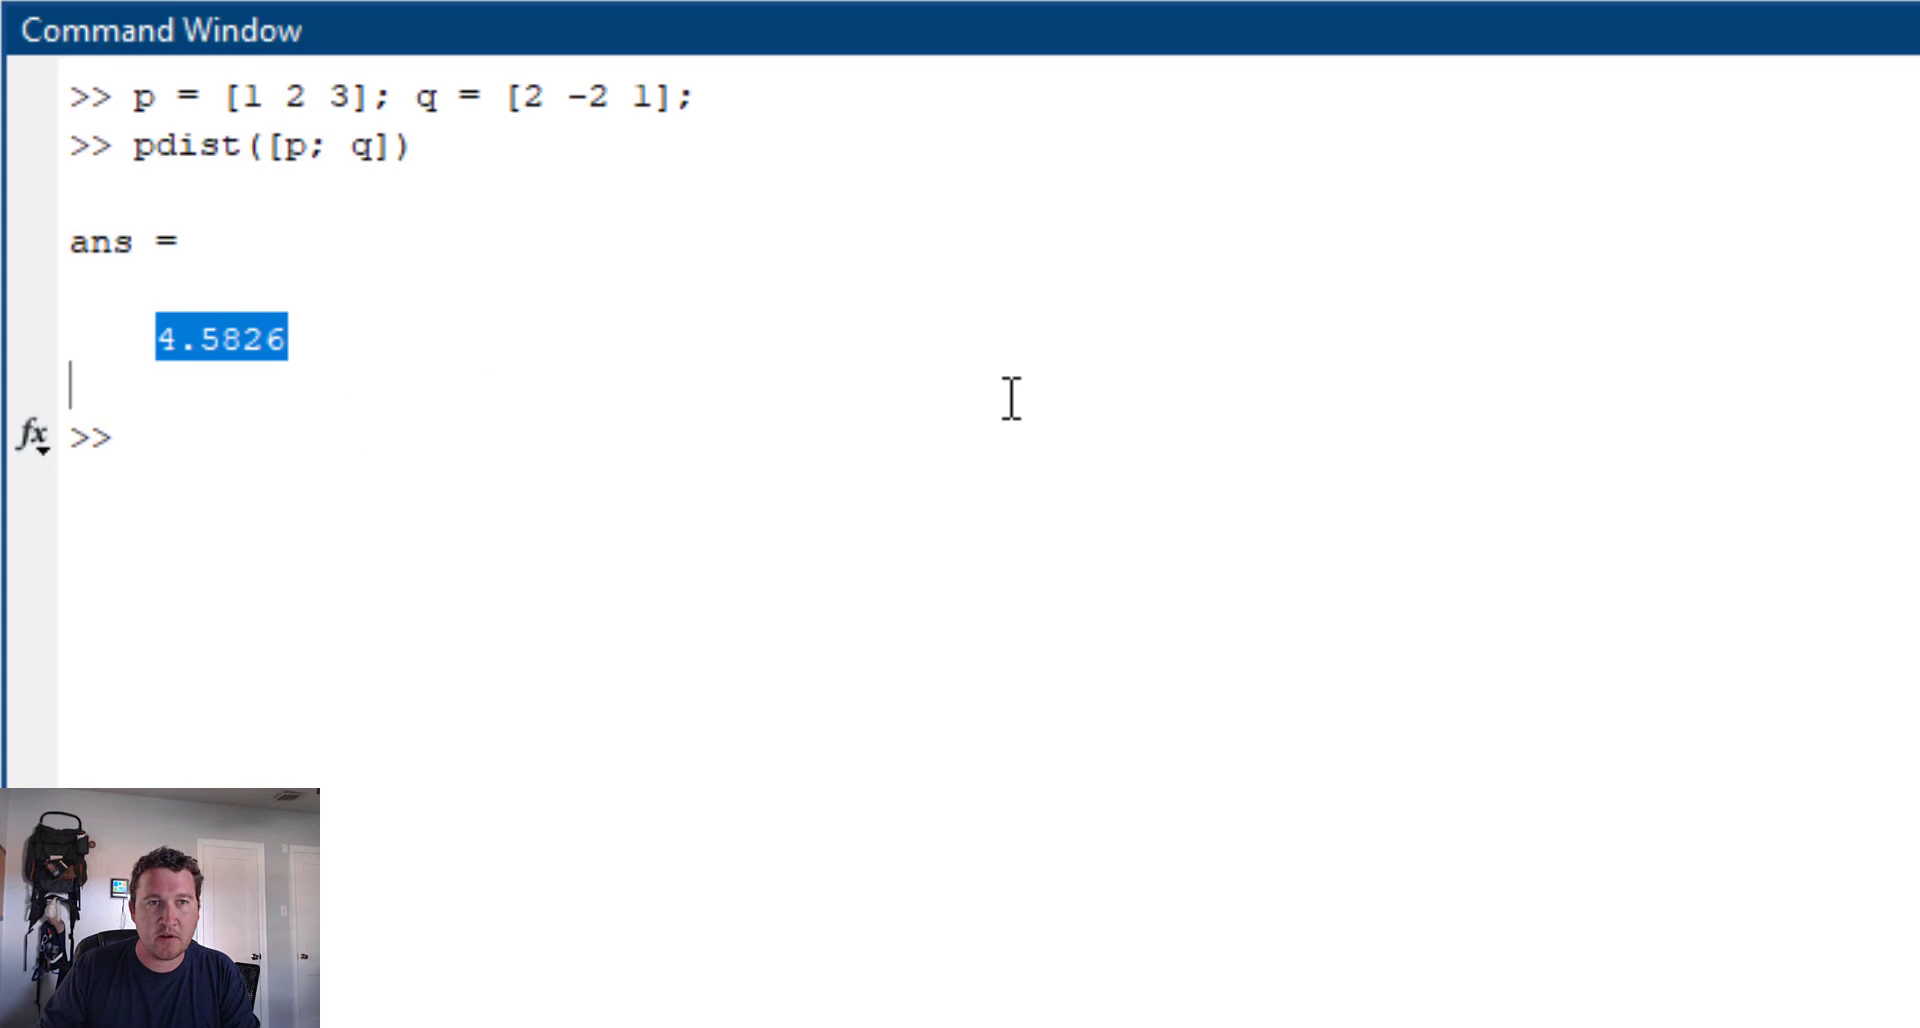 Command Window
>> p = [1 2 3]; q = [2 -2 1];
>> pdist([p; q])
ans =
4.5826
fx >>